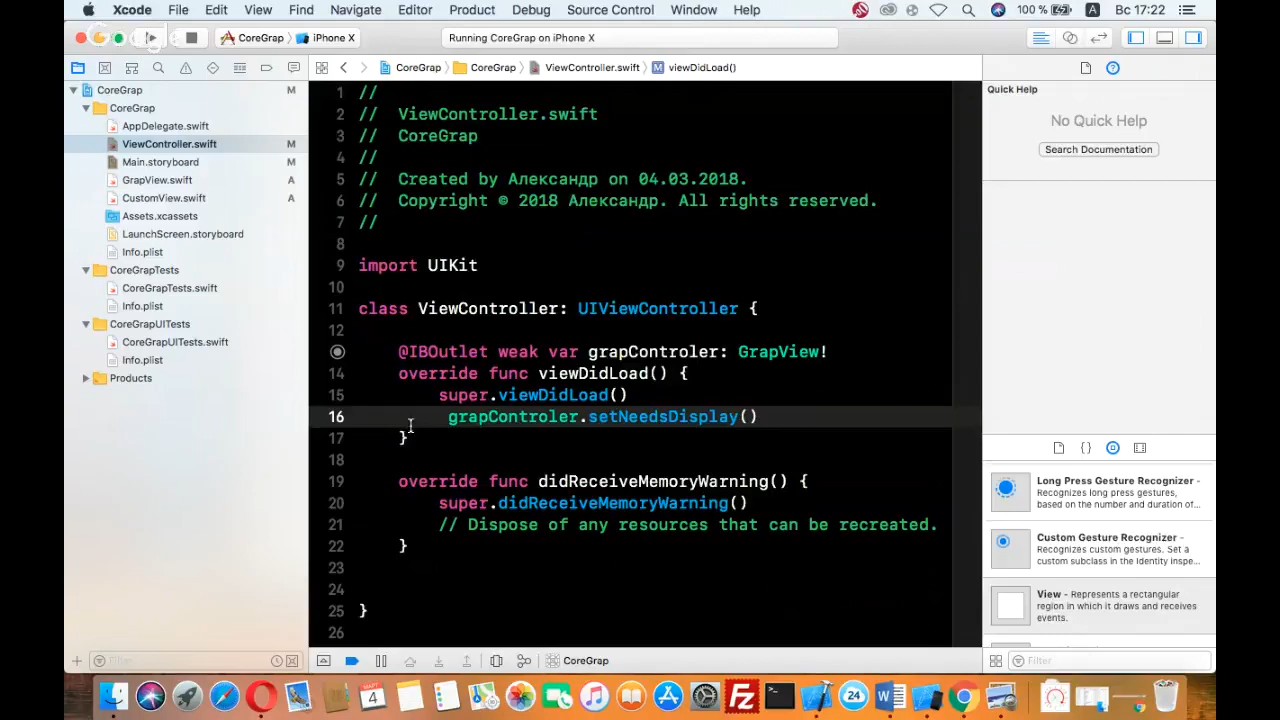 Xcode File Edit View Find Navigate Editor Product Debug Source Control Window Help 100 % A Вс 17:22
CoreGrap iPhone X Running CoreGrap on iPhone X
CoreGrap CoreGrap ViewController.swift M viewDidLoad()
CoreGrap M
CoreGrap
AppDelegate.swift
ViewController.swift M
Main.storyboard M
GrapView.swift A
CustomView.swift A
Assets.xcassets
LaunchScreen.storyboard
Info.plist
CoreGrapTests
CoreGrapTests.swift
Info.plist
CoreGrapUITests
CoreGrapUITests.swift
Info.plist
Products
Filter
1 //
2 // ViewController.swift
3 // CoreGrap
4 //
5 // Created by Александр on 04.03.2018.
6 // Copyright © 2018 Александр. All rights reserved.
7 //
8
9 import UIKit
10
11 class ViewController: UIViewController {
12
@IBOutlet weak var grapControler: GrapView!
14 override func viewDidLoad() {
15 super.viewDidLoad()
16 grapControler.setNeedsDisplay()
17 }
18
19 override func didReceiveMemoryWarning() {
20 super.didReceiveMemoryWarning()
21 // Dispose of any resources that can be recreated.
22 }
23
24
25 }
26
CoreGrap
Quick Help
No Quick Help
Search Documentation
{ }
Long Press Gesture Recognizer -
Recognizes long press gestures,
based on the number and duration of...
Custom Gesture Recognizer -
Recognizes custom gestures. Set a
custom subclass in the identity inspe...
View - Represents a rectangular
region in which it draws and receives
events.
Filter
МАРТ
4
Fz
24
W